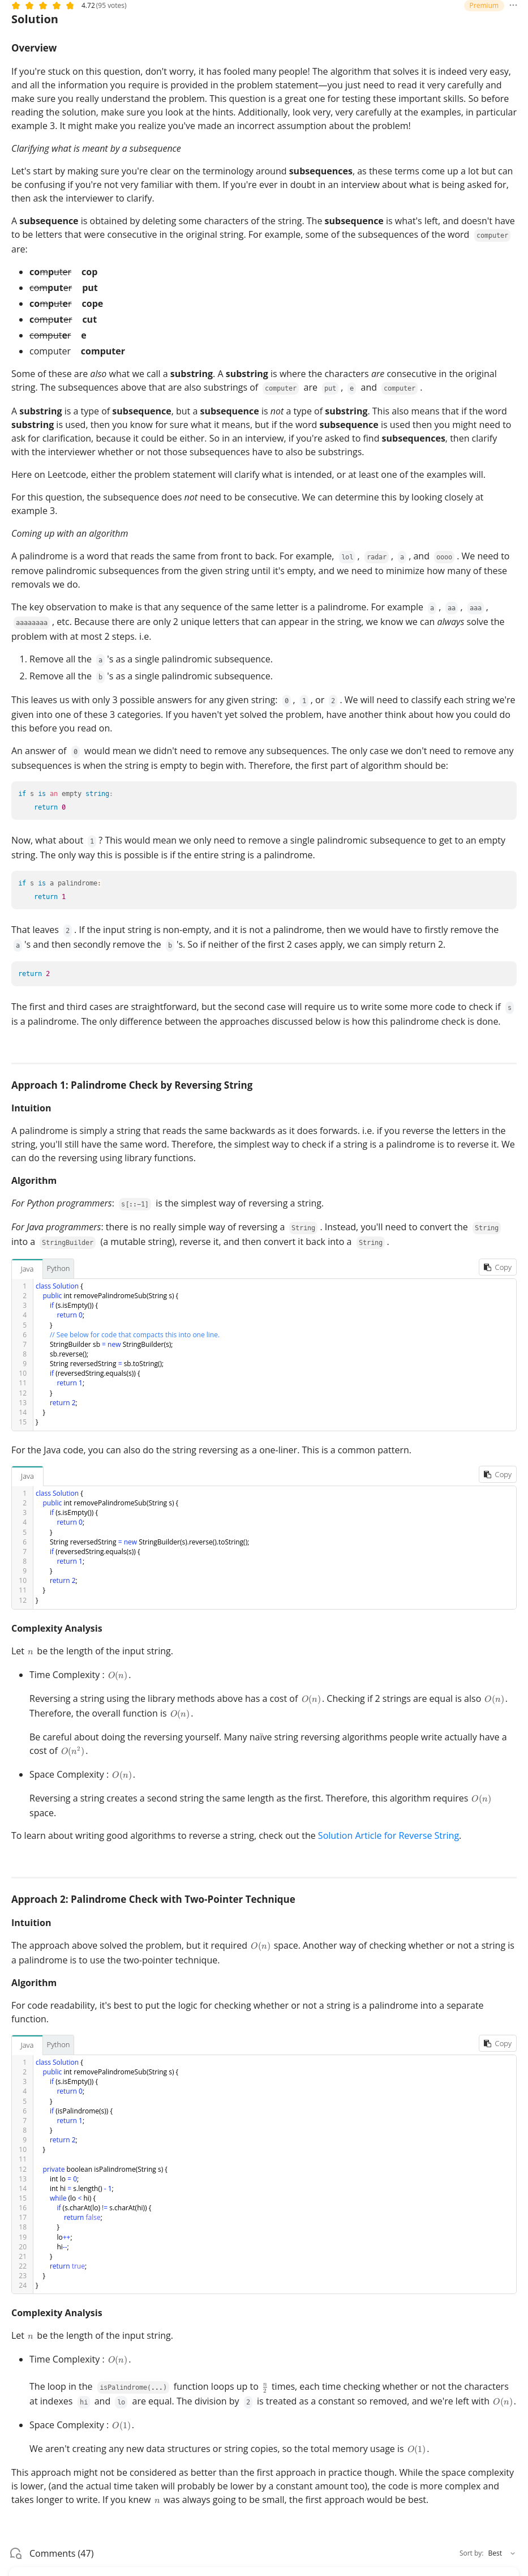 4.72 (95 votes)
Premium
Solution
Overview
If you're stuck on this question, don't worry, it has fooled many people! The algorithm that solves it is indeed very easy,
and all the information you require is provided in the problem statement—you just need to read it very carefully and
make sure you really understand the problem. This question is a great one for testing these important skills. So before
reading the solution, make sure you look at the hints. Additionally, look very, very carefully at the examples, in particular
example 3. It might make you realize you've made an incorrect assumption about the problem!
Clarifying what is meant by a subsequence
Let's start by making sure you're clear on the terminology around subsequences, as these terms come up a lot but can
be confusing if you're not very familiar with them. If you're ever in doubt in an interview about what is being asked for,
then ask the interviewer to clarify.
A subsequence is obtained by deleting some characters of the string. The subsequence is what's left, and doesn't have
to be letters that were consecutive in the original string. For example, some of the subsequences of the word computer
are:
• computer cop
• computer put
• computer cope
• computer cut
• computer e
• computer computer
Some of these are also what we call a substring. A substring is where the characters are consecutive in the original
string. The subsequences above that are also substrings of computer are put , e and computer .
A substring is a type of subsequence, but a subsequence is not a type of substring. This also means that if the word
substring is used, then you know for sure what it means, but if the word subsequence is used then you might need to
ask for clarification, because it could be either. So in an interview, if you're asked to find subsequences, then clarify
with the interviewer whether or not those subsequences have to also be substrings.
Here on Leetcode, either the problem statement will clarify what is intended, or at least one of the examples will.
For this question, the subsequence does not need to be consecutive. We can determine this by looking closely at
example 3.
Coming up with an algorithm
A palindrome is a word that reads the same from front to back. For example, lol , radar , a , and oooo . We need to
remove palindromic subsequences from the given string until it's empty, and we need to minimize how many of these
removals we do.
The key observation to make is that any sequence of the same letter is a palindrome. For example a , aa , aaa ,
aaaaaaaa , etc. Because there are only 2 unique letters that can appear in the string, we know we can always solve the
problem with at most 2 steps. i.e.
1. Remove all the a 's as a single palindromic subsequence.
2. Remove all the b 's as a single palindromic subsequence.
This leaves us with only 3 possible answers for any given string: 0 , 1 , or 2 . We will need to classify each string we're
given into one of these 3 categories. If you haven't yet solved the problem, have another think about how you could do
this before you read on.
An answer of 0 would mean we didn't need to remove any subsequences. The only case we don't need to remove any
subsequences is when the string is empty to begin with. Therefore, the first part of algorithm should be:
if s is an empty string:
return 0
Now, what about 1 ? This would mean we only need to remove a single palindromic subsequence to get to an empty
string. The only way this is possible is if the entire string is a palindrome.
if s is a palindrome:
return 1
That leaves 2 . If the input string is non-empty, and it is not a palindrome, then we would have to firstly remove the
a 's and then secondly remove the b 's. So if neither of the first 2 cases apply, we can simply return 2.
return 2
The first and third cases are straightforward, but the second case will require us to write some more code to check if s
is a palindrome. The only difference between the approaches discussed below is how this palindrome check is done.
Approach 1: Palindrome Check by Reversing String
Intuition
A palindrome is simply a string that reads the same backwards as it does forwards. i.e. if you reverse the letters in the
string, you'll still have the same word. Therefore, the simplest way to check if a string is a palindrome is to reverse it. We
can do the reversing using library functions.
Algorithm
For Python programmers: s[::-1] is the simplest way of reversing a string.
For Java programmers: there is no really simple way of reversing a String . Instead, you'll need to convert the String
into a StringBuilder (a mutable string), reverse it, and then convert it back into a String .
Java Python Copy
1 class Solution {
2 public int removePalindromeSub(String s) {
3 if (s.isEmpty()) {
4 return 0;
5 }
6 // See below for code that compacts this into one line.
7 StringBuilder sb = new StringBuilder(s);
8 sb.reverse();
9 String reversedString = sb.toString();
10 if (reversedString.equals(s)) {
11 return 1;
12 }
13 return 2;
14 }
15 }
For the Java code, you can also do the string reversing as a one-liner. This is a common pattern.
Java Copy
1 class Solution {
2 public int removePalindromeSub(String s) {
3 if (s.isEmpty()) {
4 return 0;
5 }
6 String reversedString = new StringBuilder(s).reverse().toString();
7 if (reversedString.equals(s)) {
8 return 1;
9 }
10 return 2;
11 }
12 }
Complexity Analysis
Let n be the length of the input string.
• Time Complexity : O(n).
Reversing a string using the library methods above has a cost of O(n). Checking if 2 strings are equal is also O(n).
Therefore, the overall function is O(n).
Be careful about doing the reversing yourself. Many naïve string reversing algorithms people write actually have a
cost of O(n²).
• Space Complexity : O(n).
Reversing a string creates a second string the same length as the first. Therefore, this algorithm requires O(n)
space.
To learn about writing good algorithms to reverse a string, check out the Solution Article for Reverse String.
Approach 2: Palindrome Check with Two-Pointer Technique
Intuition
The approach above solved the problem, but it required O(n) space. Another way of checking whether or not a string is
a palindrome is to use the two-pointer technique.
Algorithm
For code readability, it's best to put the logic for checking whether or not a string is a palindrome into a separate
function.
Java Python Copy
1 class Solution {
2 public int removePalindromeSub(String s) {
3 if (s.isEmpty()) {
4 return 0;
5 }
6 if (isPalindrome(s)) {
7 return 1;
8 }
9 return 2;
10 }
11
12 private boolean isPalindrome(String s) {
13 int lo = 0;
14 int hi = s.length() - 1;
15 while (lo < hi) {
16 if (s.charAt(lo) != s.charAt(hi)) {
17 return false;
18 }
19 lo++;
20 hi--;
21 }
22 return true;
23 }
24 }
Complexity Analysis
Let n be the length of the input string.
• Time Complexity : O(n).
The loop in the isPalindrome(...) function loops up to n/2 times, each time checking whether or not the characters
at indexes hi and lo are equal. The division by 2 is treated as a constant so removed, and we're left with O(n).
• Space Complexity : O(1).
We aren't creating any new data structures or string copies, so the total memory usage is O(1).
This approach might not be considered as better than the first approach in practice though. While the space complexity
is lower, (and the actual time taken will probably be lower by a constant amount too), the code is more complex and
takes longer to write. If you knew n was always going to be small, the first approach would be best.
Comments (47)
Sort by: Best